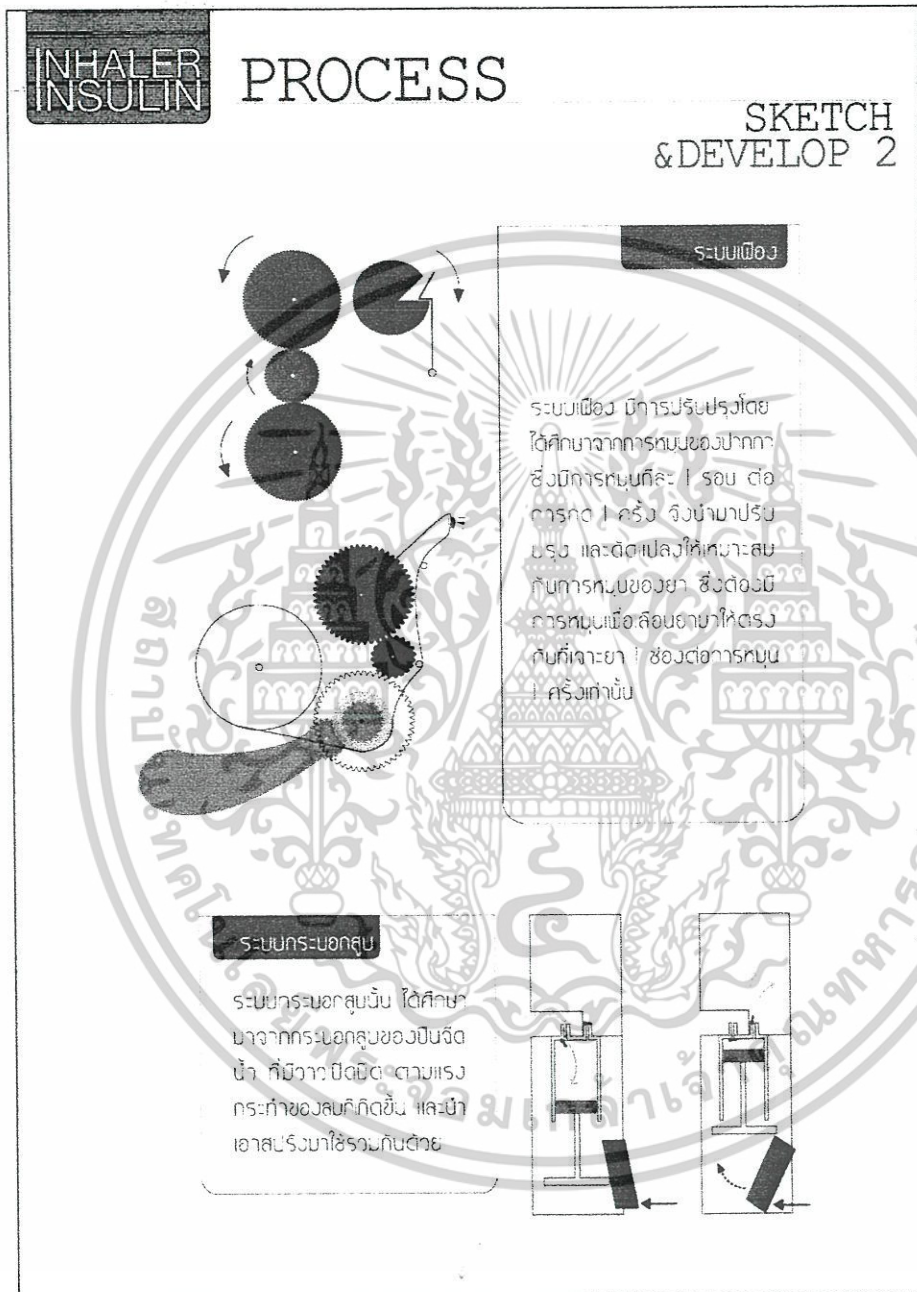 INHALER
INSULIN
PROCESS
SKETCH
&DEVELOP 2
ระบบเฟือง
ระบบเฟือง มีการปรับปรุงโดย
ได้ศึกษาจากการหมุนของปากกา
ซึ่งมีการหมุนทีละ 1 รอบ ต่อ
การกด 1 ครั้ง จึงนำมาปรับ
ปรุง และดัดแปลงให้เหมาะสม
กับการหมุนของยา ซึ่งต้องมี
การหมุนเพื่อเลื่อนยามาให้ตรง
กับที่เจาะยา 1 ช่องต่อการหมุน
1 ครั้งเท่านั้น
ระบบกระบอกสูบ
ระบบกระบอกสูบนั้น ได้ศึกษา
มาจากกระบอกสูบของปืนฉีด
น้ำ ที่มีวาวปิดเปิด ตามแรง
กระทำของลมที่เกิดขึ้น และนำ
เอาสปริงมาใช้รวมกันด้วย